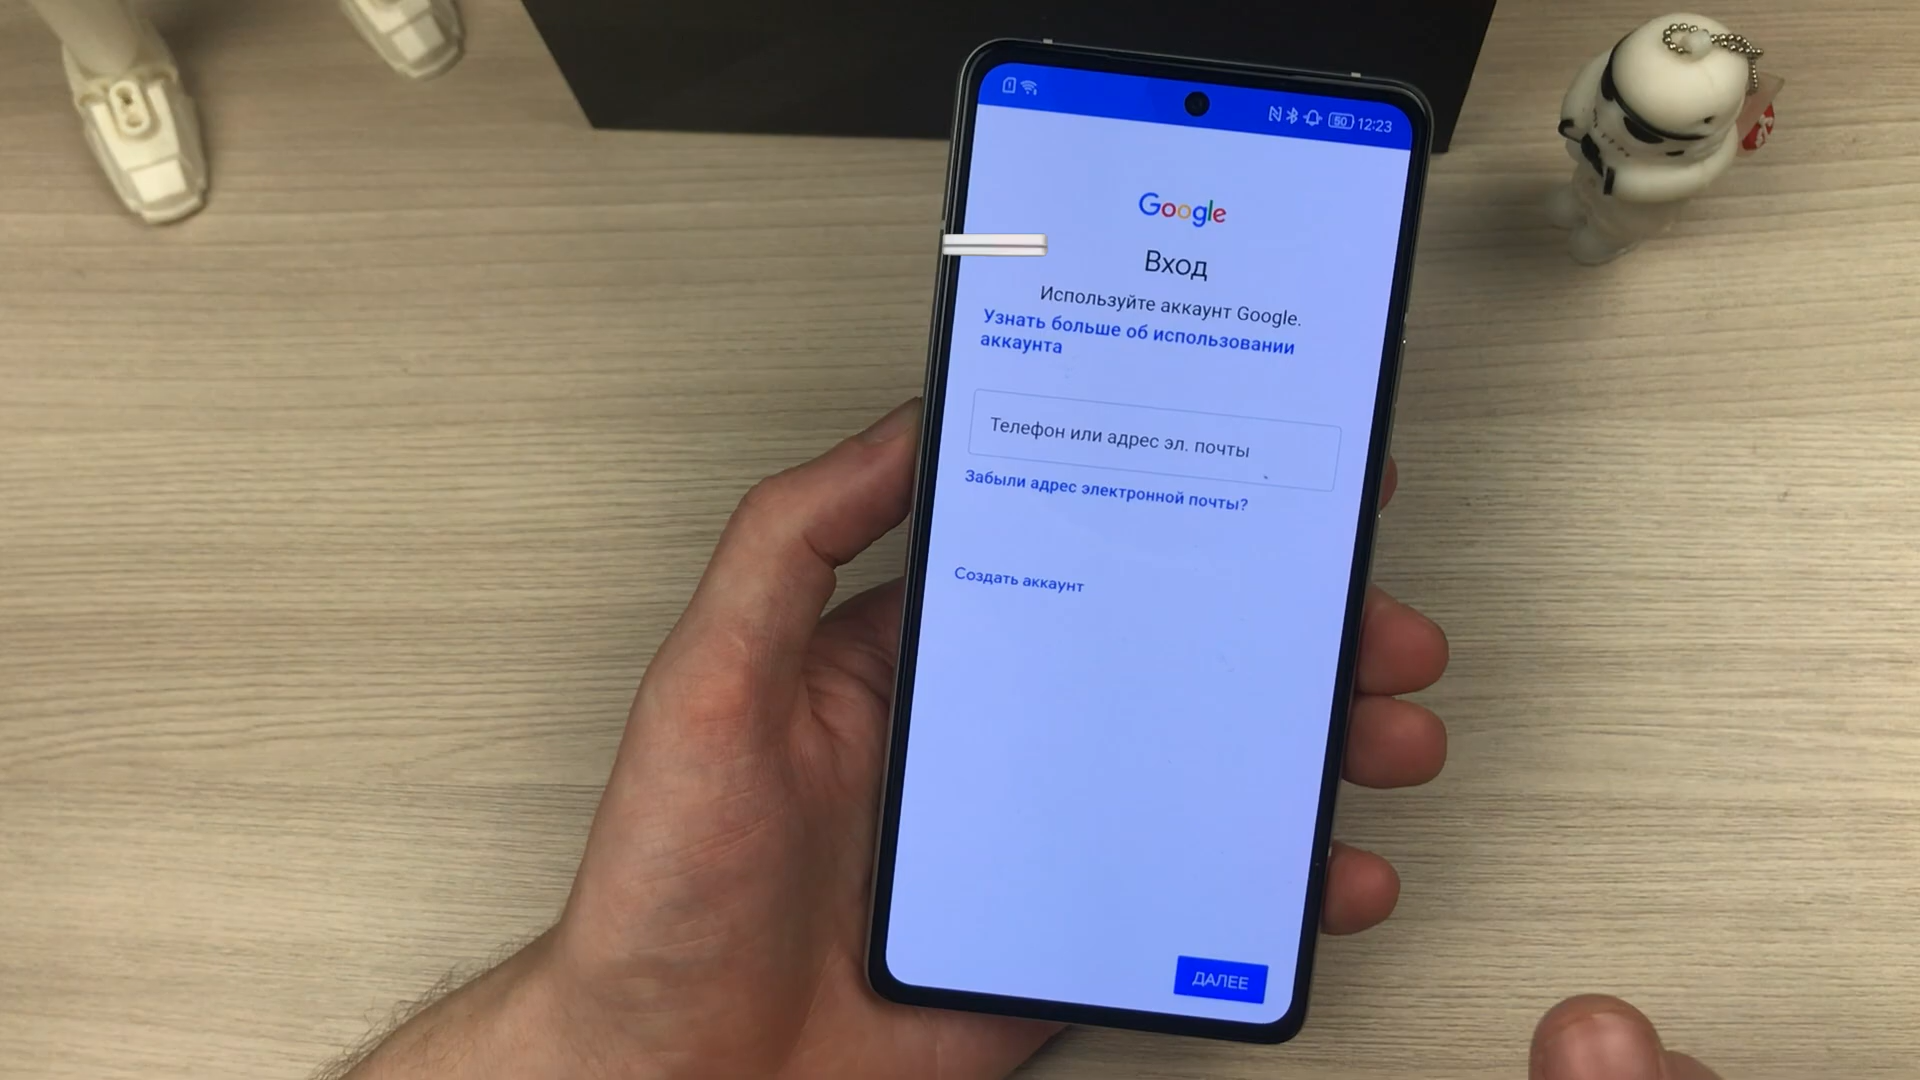 50 12:23
Google
Вход
Используйте аккаунт Google.
Узнать больше об использовании
аккаунта
Телефон или адрес эл. почты
Забыли адрес электронной почты?
Создать аккаунт
ДАЛЕЕ